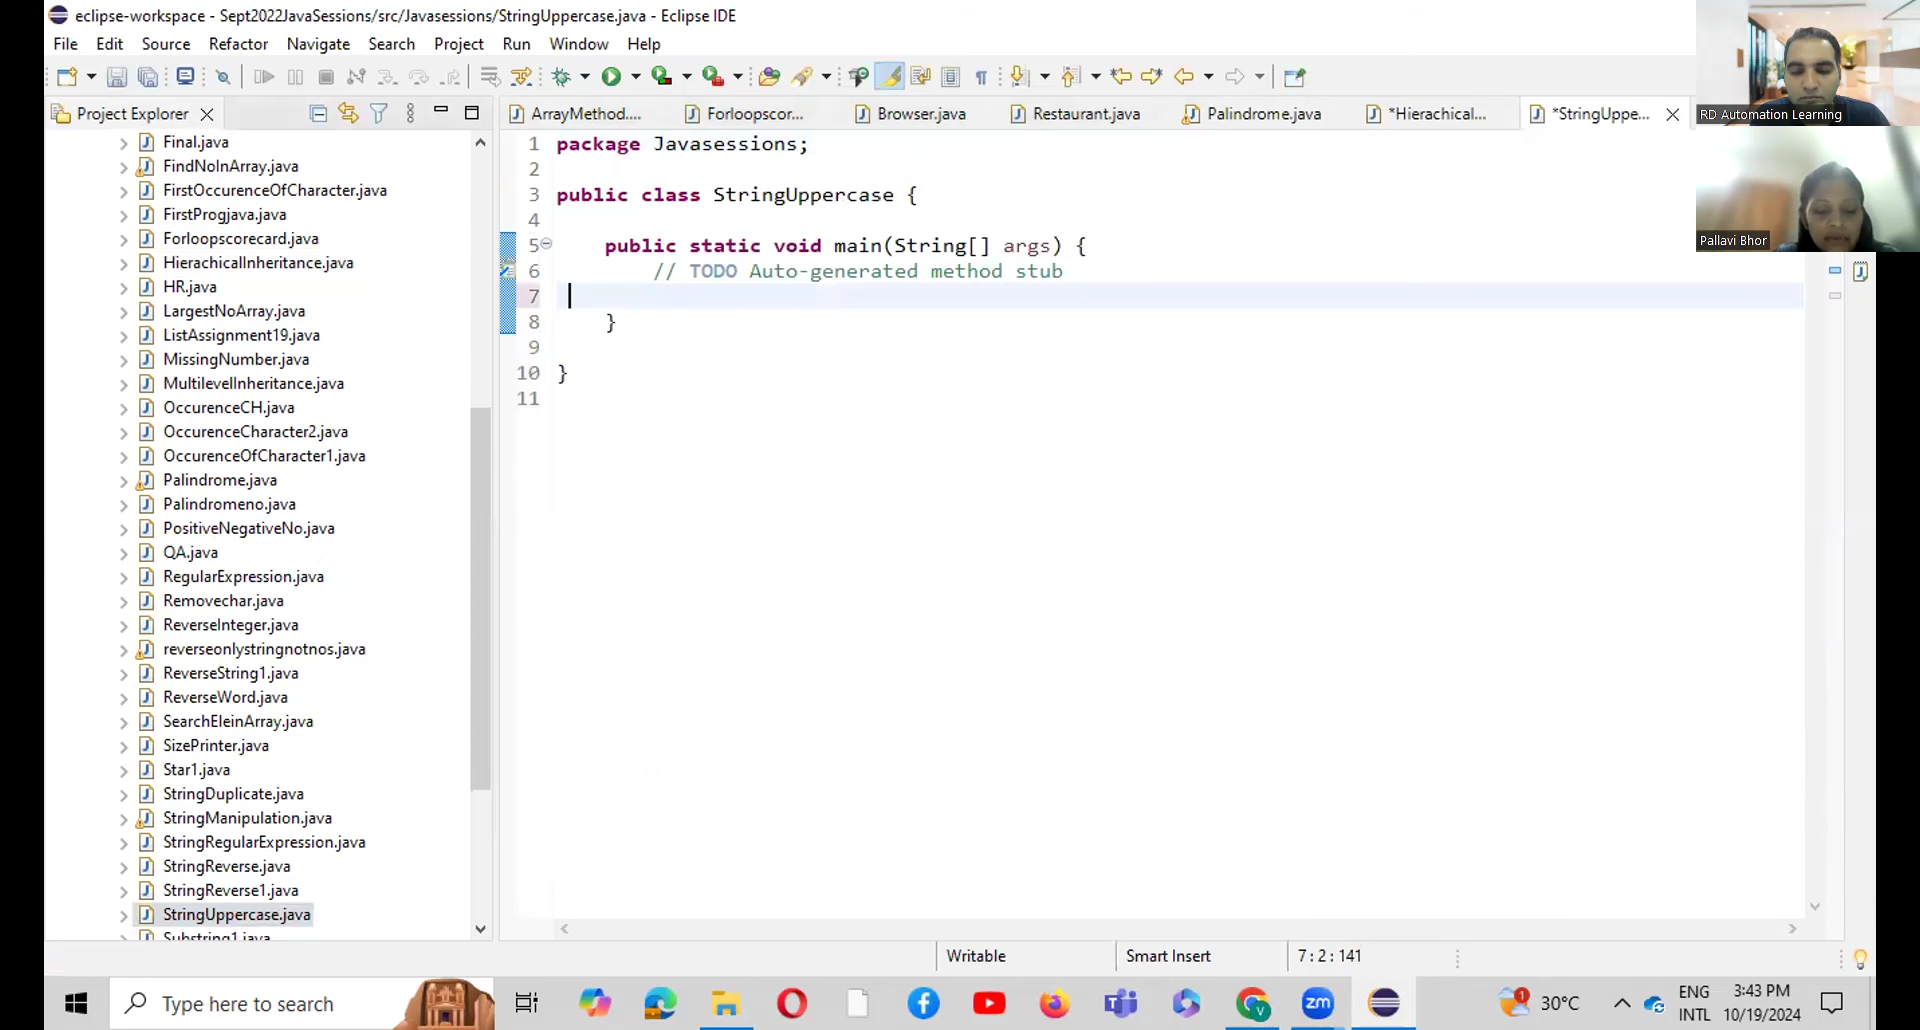 eclipse-workspace - Sept2022JavaSessions/src/Javasessions/StringUppercase.java - Eclipse IDE
File Edit Source Refactor Navigate Search Project Run Window Help
Project Explorer
ArrayMethod.... Forloopscor... Browser.java Restaurant.java Palindrome.java *Hierachical... *StringUppe...
RD Automation Learning
Pallavi Bhor
Final.java
FindNoInArray.java
FirstOccurenceOfCharacter.java
FirstProgjava.java
Forloopscorecard.java
HierachicalInheritance.java
HR.java
LargestNoArray.java
ListAssignment19.java
MissingNumber.java
MultilevelInheritance.java
OccurenceCH.java
OccurenceCharacter2.java
OccurenceOfCharacter1.java
Palindrome.java
Palindromeno.java
PositiveNegativeNo.java
QA.java
RegularExpression.java
Removechar.java
ReverseInteger.java
reverseonlystringnotnos.java
ReverseString1.java
ReverseWord.java
SearchEleinArray.java
SizePrinter.java
Star1.java
StringDuplicate.java
StringManipulation.java
StringRegularExpression.java
StringReverse.java
StringReverse1.java
StringUppercase.java
Substring1.java
1 package Javasessions;
2
3 public class StringUppercase {
4
5 public static void main(String[] args) {
6 // TODO Auto-generated method stub
7
8 }
9
10 }
11
Writable Smart Insert 7 : 2 : 141
Type here to search
zm
1
30°C
ENG
INTL
3:43 PM
10/19/2024